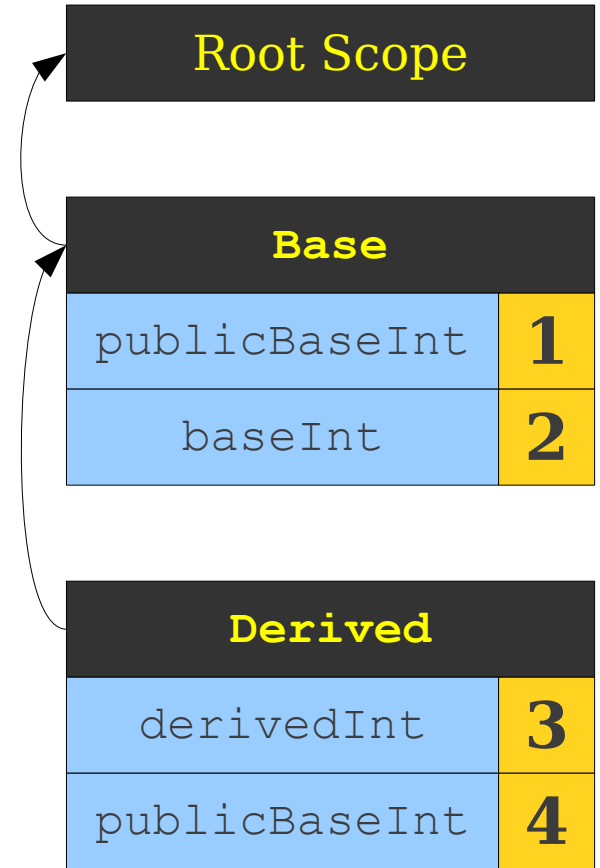 Root Scope
Base
publicBaseInt 1
baseInt 2
Derived
derivedInt 3
publicBaseInt 4